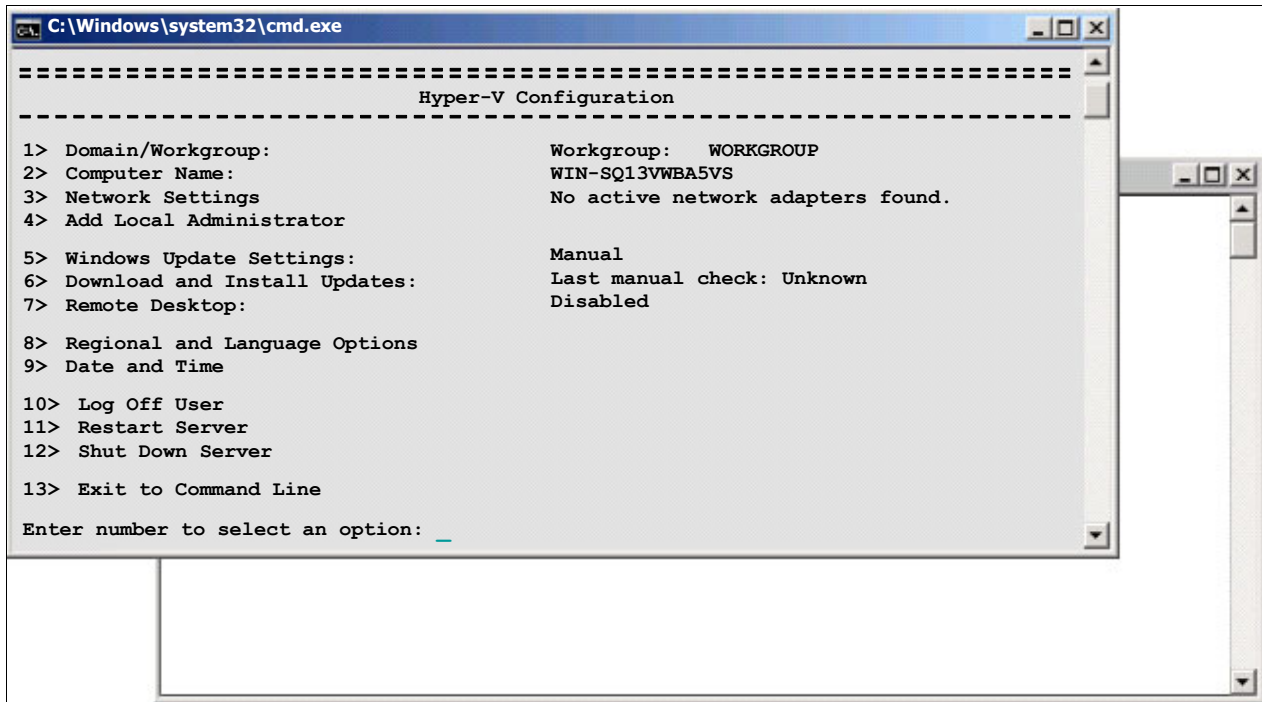 C:\Windows\system32\cmd.exe
===============================================================
Hyper-V Configuration
---------------------------------------------------------------
1> Domain/Workgroup: Workgroup: WORKGROUP
2> Computer Name: WIN-SQ13VWBA5VS
3> Network Settings No active network adapters found.
4> Add Local Administrator
5> Windows Update Settings: Manual
6> Download and Install Updates: Last manual check: Unknown
7> Remote Desktop: Disabled
8> Regional and Language Options
9> Date and Time
10> Log Off User
11> Restart Server
12> Shut Down Server
13> Exit to Command Line
Enter number to select an option: _